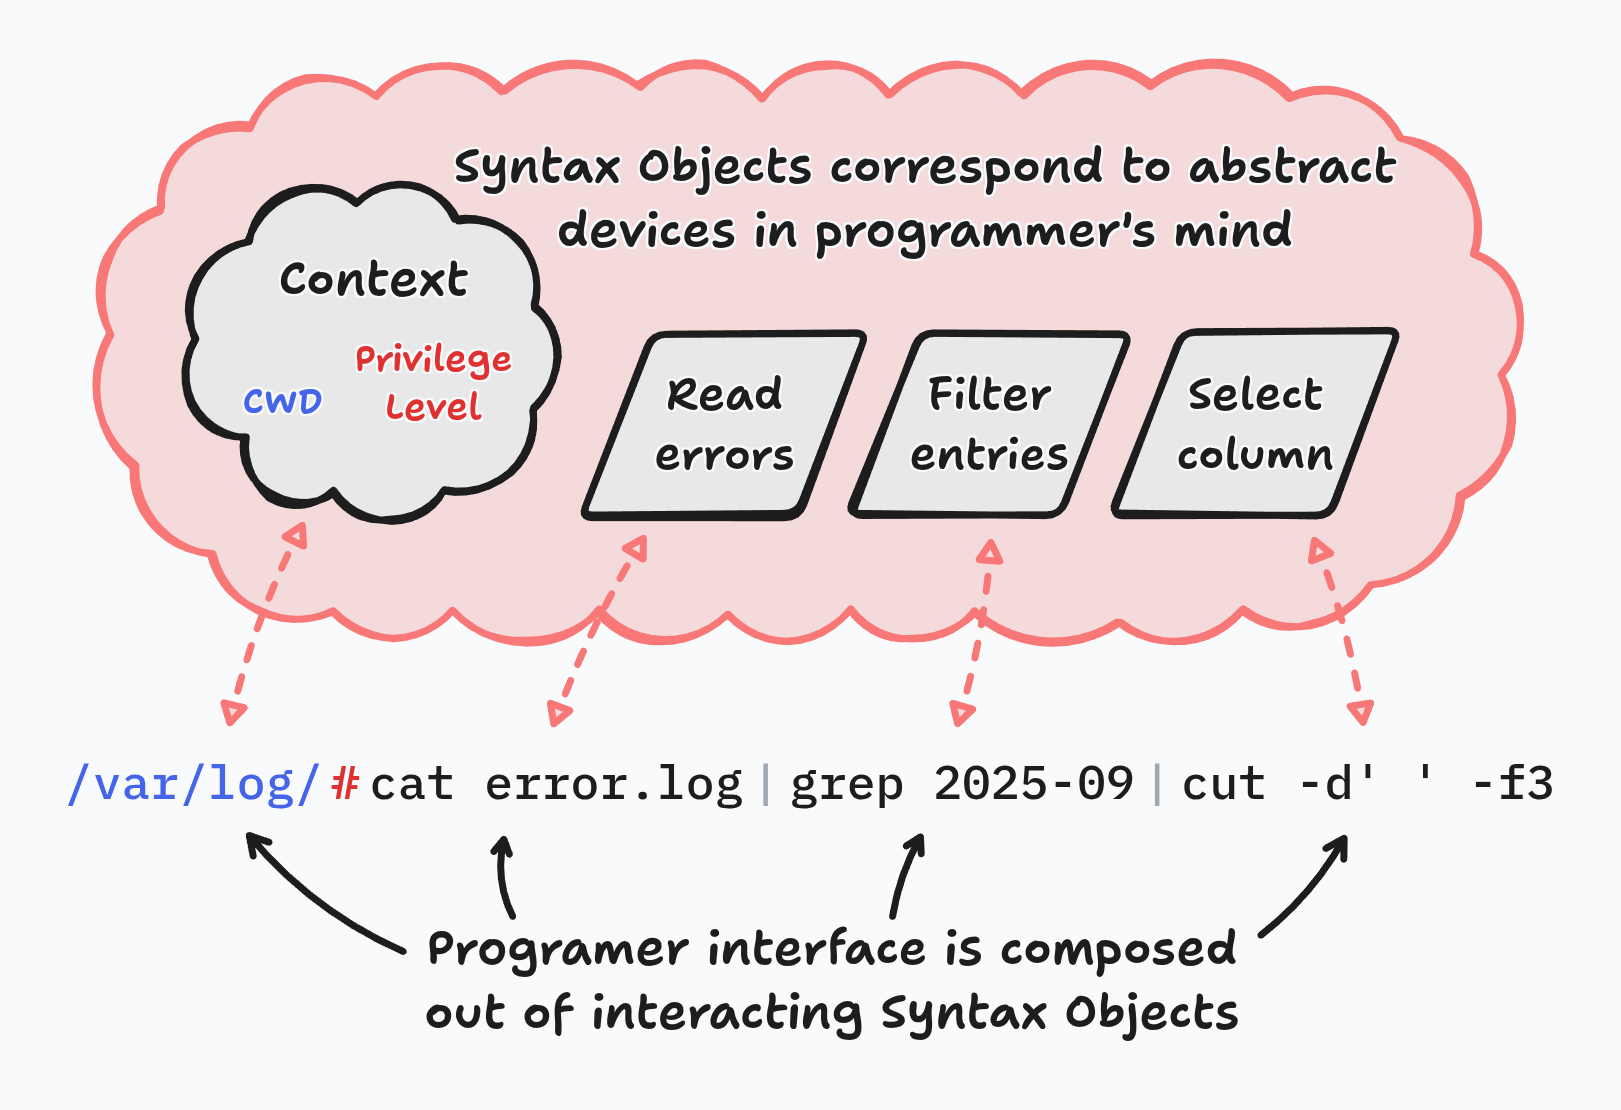 Syntax Objects correspond to abstract
devices in programmer's mind
Context
Privilege
Level
CWD
Read
errors
Filter
entries
Select
column
/var/log/#cat error.log|grep 2025-09|cut -d' ' -f3
Programer interface is composed
out of interacting Syntax Objects